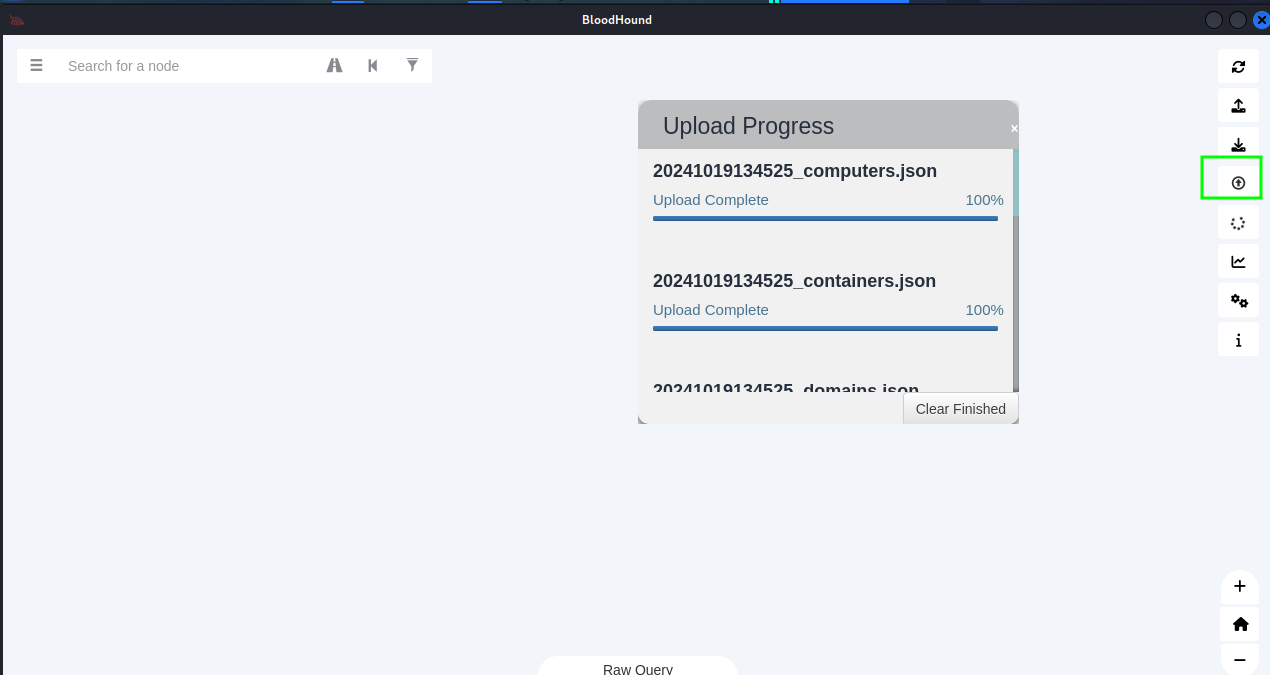 BloodHound
Search for a node
Upload Progress
×
20241019134525_computers.json
Upload Complete 100%
20241019134525_containers.json
Upload Complete 100%
20241019134525_domains.json
Clear Finished
Raw Query